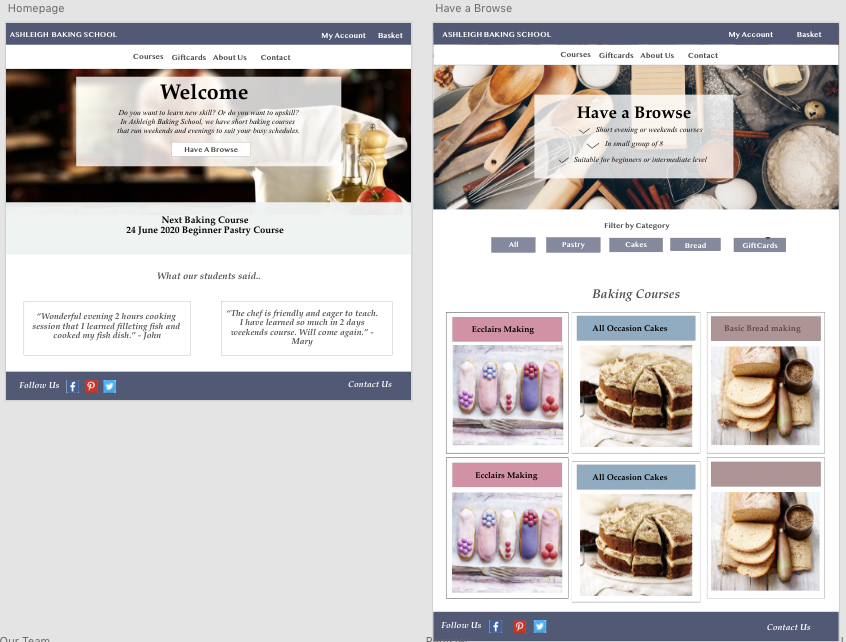 Homepage
ASHLEIGH BAKING SCHOOL
My Account
Basket
Courses
Giftcards
About Us
Contact
Welcome
Do you want to learn new skill? Or do you want to upskill?
In Ashleigh Baking School, we have short baking courses
that run weekends and evenings to suit your busy schedules.
Have A Browse
Next Baking Course
24 June 2020 Beginner Pastry Course
What our students said..
“Wonderful evening 2 hours cooking
session that I learned filleting fish and
cooked my fish dish.” - John
“The chef is friendly and eager to teach.
I have learned so much in 2 days
weekends course. Will come again.” -
Mary
Follow Us
Contact Us
Our Team
Have a Browse
ASHLEIGH BAKING SCHOOL
My Account
Basket
Courses
Giftcards
About Us
Contact
Have a Browse
Short evening or weekends courses
In small group of 8
Suitable for beginners or intermediate level
Filter by Category
All
Pastry
Cakes
Bread
GiftCards
Baking Courses
Ecclairs Making
All Occasion Cakes
Basic Bread making
Ecclairs Making
All Occasion Cakes
Follow Us
Contact Us